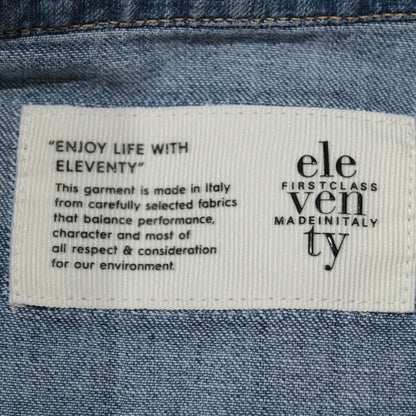 "ENJOY LIFE WITH
ELEVENTY"
This garment is made in Italy
from carefully selected fabrics
that balance performance,
character and most of
all respect & consideration
for our environment.
ele
FIRSTCLASS
ven
MADEINITALY
ty